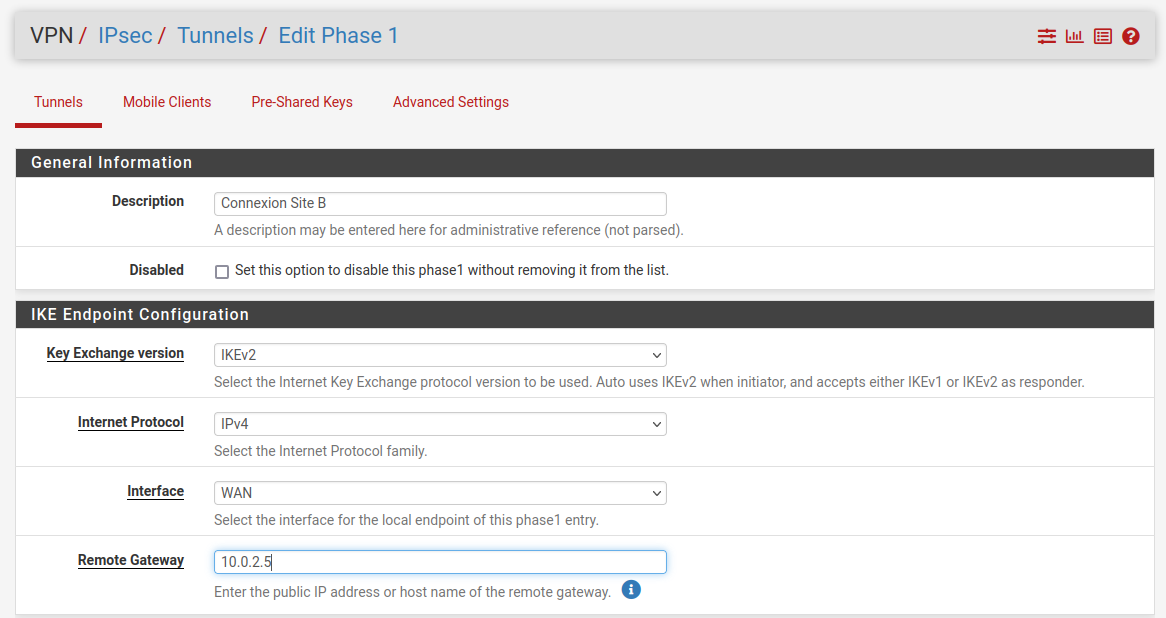 VPN / IPsec / Tunnels / Edit Phase 1
Tunnels Mobile Clients Pre-Shared Keys Advanced Settings
General Information
Description Connexion Site B
A description may be entered here for administrative reference (not parsed).
Disabled Set this option to disable this phase1 without removing it from the list.
IKE Endpoint Configuration
Key Exchange version IKEv2
Select the Internet Key Exchange protocol version to be used. Auto uses IKEv2 when initiator, and accepts either IKEv1 or IKEv2 as responder.
Internet Protocol IPv4
Select the Internet Protocol family.
Interface WAN
Select the interface for the local endpoint of this phase1 entry.
Remote Gateway 10.0.2.5
Enter the public IP address or host name of the remote gateway.